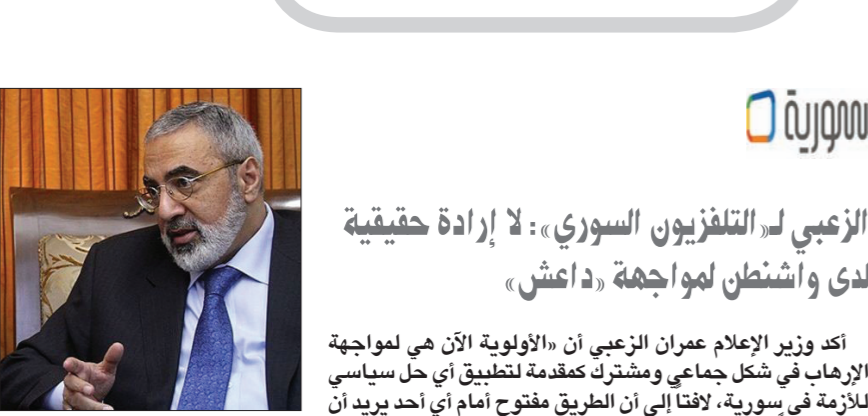 سورية
الزعبي لـ«التلفزيون السوري»: لا إرادة حقيقية
لدى واشنطن لمواجهة «داعش»
أكد وزير الإعلام عمران الزعبي أن «الأولوية الآن هي لمواجهة
الإرهاب في شكل جماعي ومشترك كمقدمة لتطبيق أي حل سياسي
للأزمة في سورية، لافتاً إلى أن الطريق مفتوح أمام أي أحد يريد أن